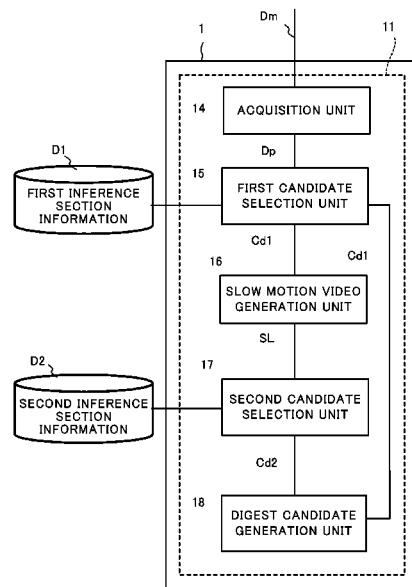 Dm
1
11
14
ACQUISITION UNIT
Dp
D1
15
FIRST INFERENCE
SECTION
INFORMATION
FIRST CANDIDATE
SELECTION UNIT
Cd1
Cd1
16
SLOW MOTION VIDEO
GENERATION UNIT
SL
D2
17
SECOND INFERENCE
SECTION
INFORMATION
SECOND CANDIDATE
SELECTION UNIT
Cd2
18
DIGEST CANDIDATE
GENERATION UNIT